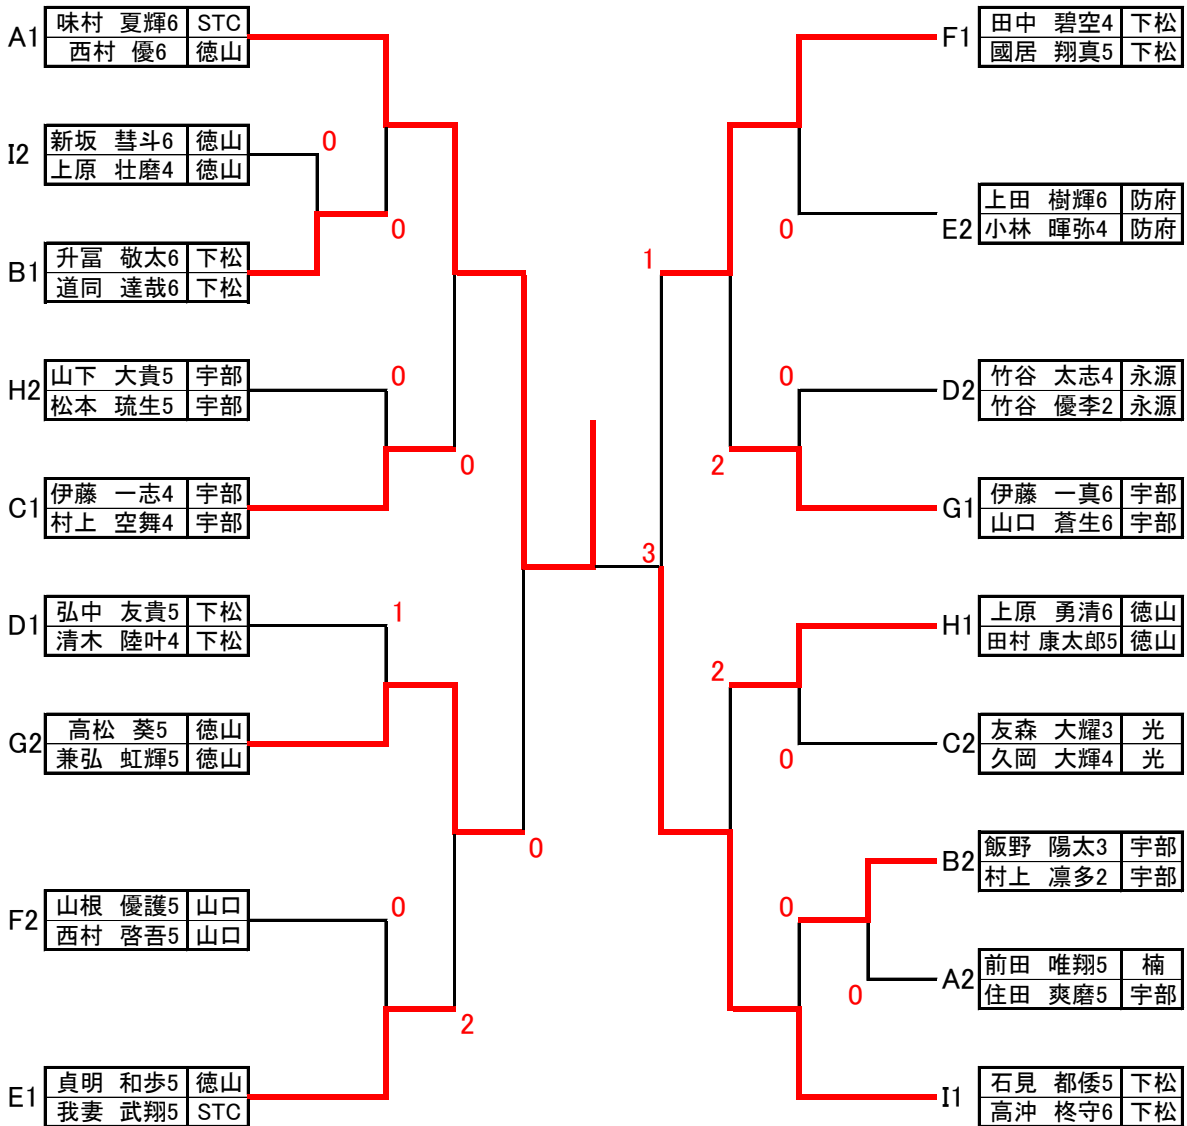 A1 味村 夏輝6 STC
西村 優6 徳山
I2 新坂 彗斗6 徳山
上原 壮磨4 徳山
0
0
B1 升冨 敬太6 下松
道同 達哉6 下松
H2 山下 大貴5 宇部
松本 琉生5 宇部
0
0
C1 伊藤 一志4 宇部
村上 空舞4 宇部
D1 弘中 友貴5 下松
清木 陸叶4 下松
1
G2 高松 葵5 徳山
兼弘 虹輝5 徳山
0
F2 山根 優護5 山口
西村 啓吾5 山口
0
2
E1 貞明 和歩5 徳山
我妻 武翔5 STC
F1 田中 碧空4 下松
國居 翔真5 下松
E2 上田 樹輝6 防府
小林 暉弥4 防府
0
1
D2 竹谷 太志4 永源
竹谷 優李2 永源
0
2
G1 伊藤 一真6 宇部
山口 蒼生6 宇部
3
H1 上原 勇清6 徳山
田村 康太郎5 徳山
2
C2 友森 大耀3 光
久岡 大輝4 光
0
B2 飯野 陽太3 宇部
村上 凛多2 宇部
0
A2 前田 唯翔5 楠
住田 爽磨5 宇部
0
I1 石見 都倭5 下松
高沖 柊守6 下松